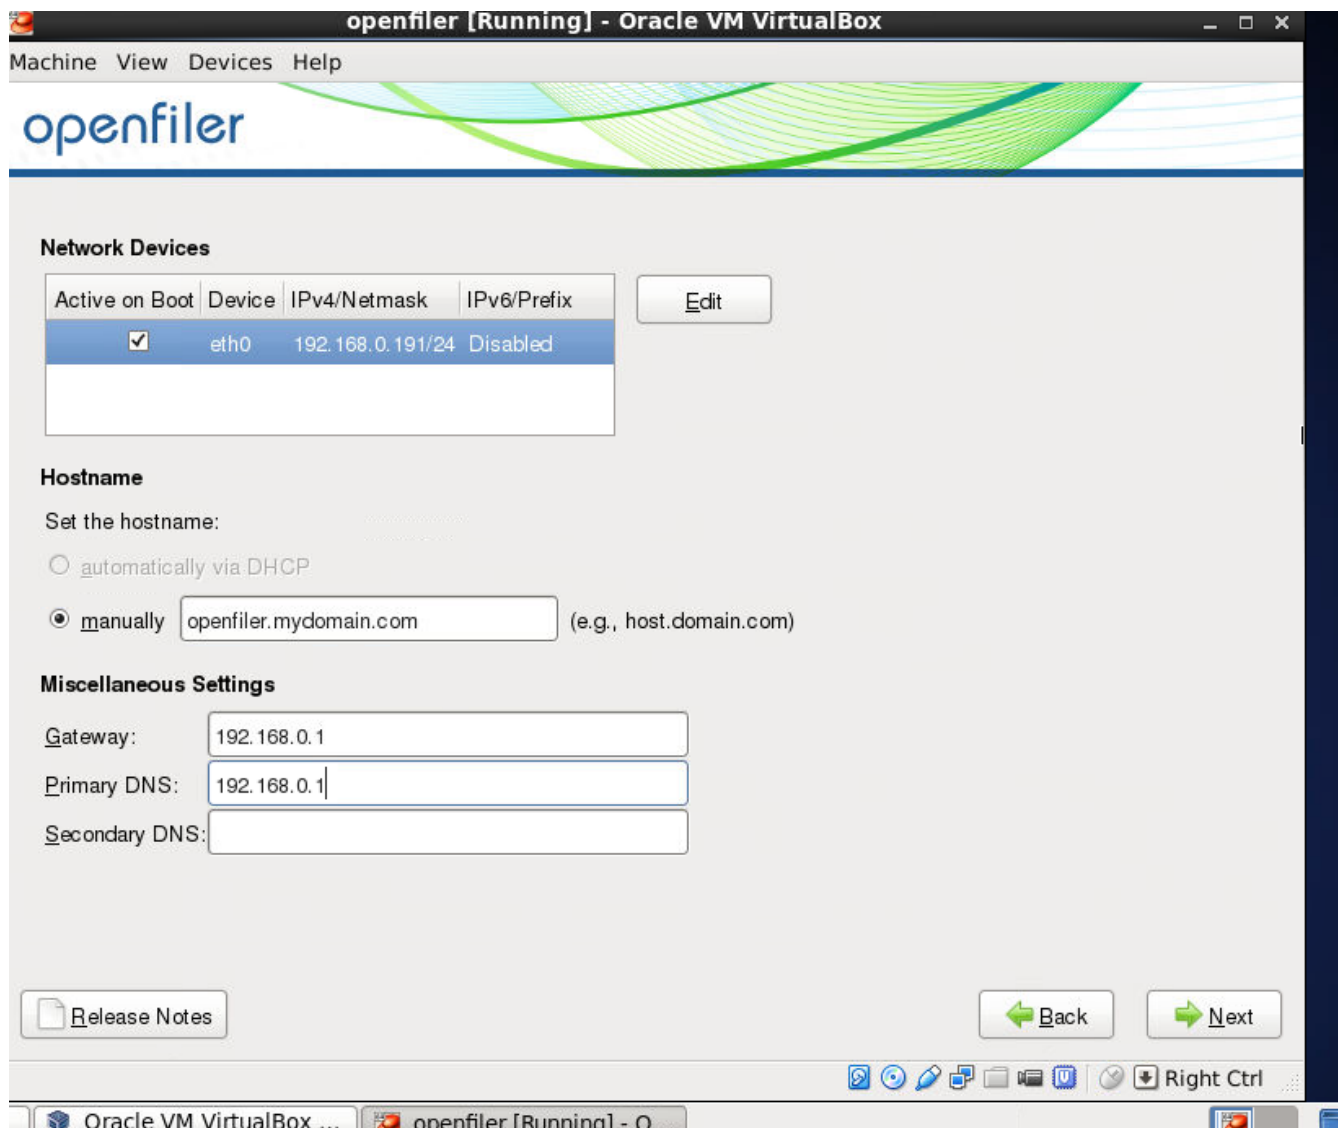 openfiler [Running] - Oracle VM VirtualBox
Machine View Devices Help
openfiler
Network Devices
Active on Boot Device IPv4/Netmask IPv6/Prefix
Edit
eth0 192.168.0.191/24 Disabled
Hostname
Set the hostname:
automatically via DHCP
manually openfiler.mydomain.com (e.g., host.domain.com)
Miscellaneous Settings
Gateway: 192.168.0.1
Primary DNS: 192.168.0.1
Secondary DNS:
Release Notes Back Next
Right Ctrl
Oracle VM VirtualBox ... openfiler [Running] - O...